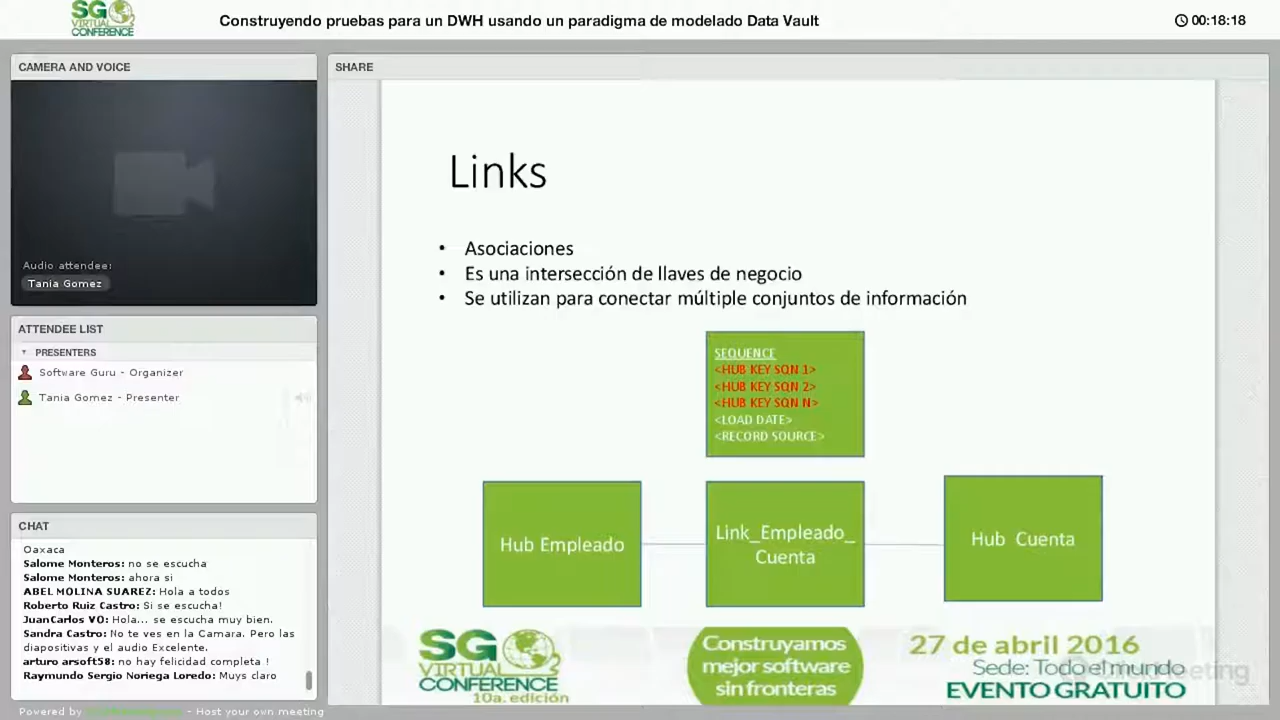 SG
VIRTUAL
CONFERENCE
Construyendo pruebas para un DWH usando un paradigma de modelado Data Vault
00:18:18
CAMERA AND VOICE
Audio attendee:
Tania Gomez
ATTENDEE LIST
PRESENTERS
Software Guru - Organizer
Tania Gomez - Presenter
CHAT
Oaxaca
Salome Monteros: no se escucha
Salome Monteros: ahora si
ABEL MOLINA SUAREZ: Hola a todos
Roberto Ruiz Castro: Si se escucha!
JuanCarlos VO: Hola... se escucha muy bien.
Sandra Castro: No te ves en la Camara. Pero las
diapositivas y el audio Excelente.
arturo arsoft58: no hay felicidad completa !
Raymundo Sergio Noriega Loredo: Muys claro
Powered by - Host your own meeting
SHARE
Links
• Asociaciones
• Es una intersección de llaves de negocio
• Se utilizan para conectar múltiple conjuntos de información
SEQUENCE
<HUB KEY SQN 1>
<HUB KEY SQN 2>
<HUB KEY SQN N>
<LOAD DATE>
<RECORD SOURCE>
Hub Empleado
Link_Empleado_
Cuenta
Hub Cuenta
SG
VIRTUAL
CONFERENCE
10a. edición
Construyamos
mejor software
sin fronteras
27 de abril 2016
Sede: Todo el mundo
EVENTO GRATUITO